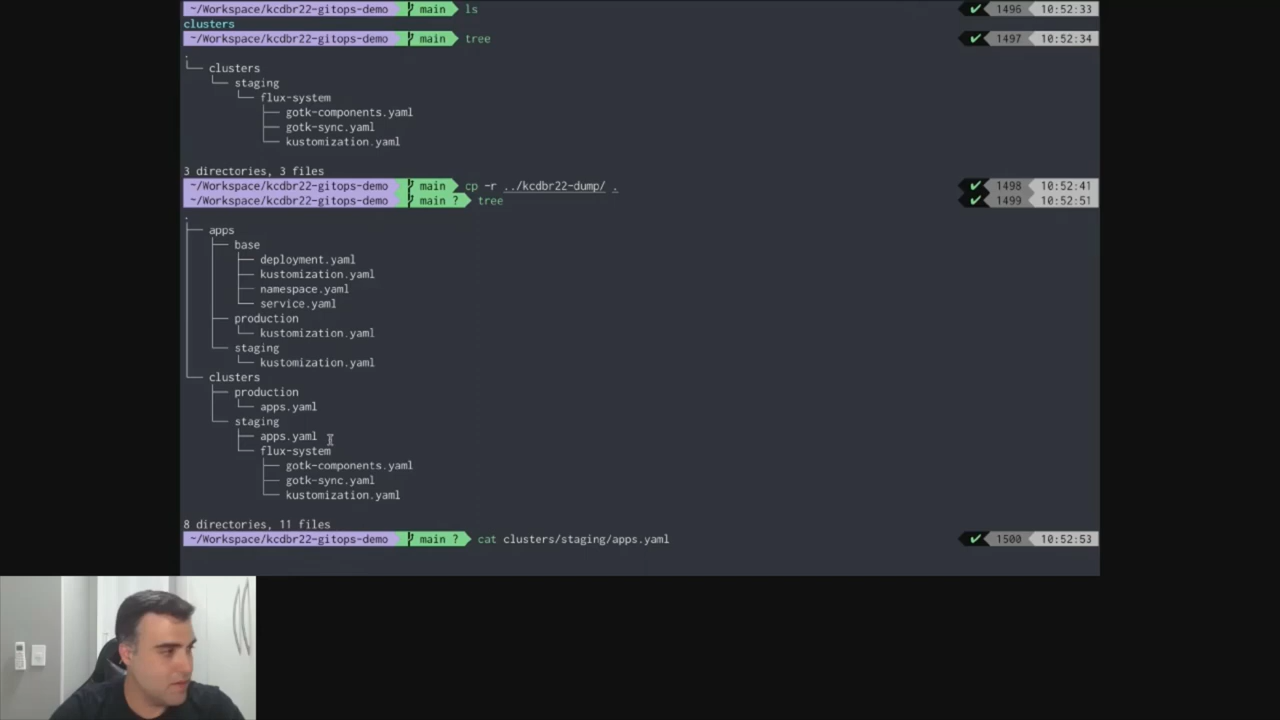 ~/Workspace/kcdbr22-gitops-demo main ls ✔ 1496 10:52:33
clusters
~/Workspace/kcdbr22-gitops-demo main tree ✔ 1497 10:52:34
.
└── clusters
└── staging
└── flux-system
├── gotk-components.yaml
├── gotk-sync.yaml
└── kustomization.yaml
3 directories, 3 files
~/Workspace/kcdbr22-gitops-demo main cp -r ../kcdbr22-dump/ . ✔ 1498 10:52:41
~/Workspace/kcdbr22-gitops-demo main ? tree ✔ 1499 10:52:51
.
├── apps
├── base
├── deployment.yaml
├── kustomization.yaml
├── namespace.yaml
└── service.yaml
├── production
└── kustomization.yaml
└── staging
└── kustomization.yaml
└── clusters
├── production
└── apps.yaml
└── staging
├── apps.yaml
└── flux-system
├── gotk-components.yaml
├── gotk-sync.yaml
└── kustomization.yaml
8 directories, 11 files
~/Workspace/kcdbr22-gitops-demo main ? cat clusters/staging/apps.yaml ✔ 1500 10:52:53